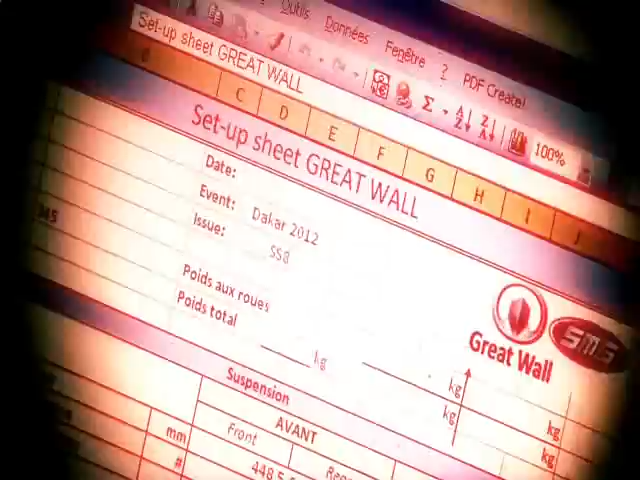 Outils Données Fenêtre ? PDF Create!
Σ 100%
Set-up sheet GREAT WALL
C D E F G H I J
Set-up sheet GREAT WALL
Date:
Event: Dakar 2012
Issue: SS8
Poids aux roues
Poids total
kg kg kg
kg kg
Great Wall SMG
Suspension
AVANT
mm Front
# 448.5